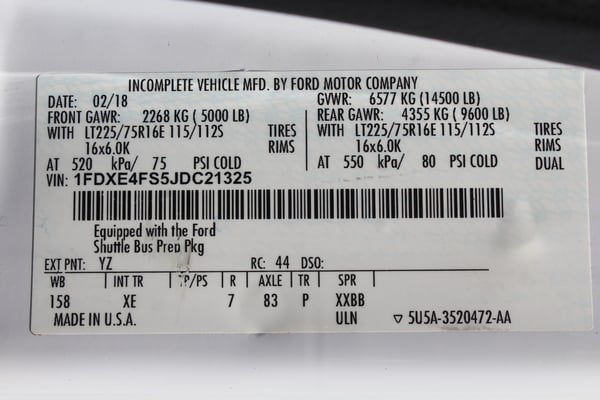 INCOMPLETE VEHICLE MFD. BY FORD MOTOR COMPANY
DATE: 02/18 GVWR: 6577 KG (14500 LB)
FRONT GAWR: 2268 KG (5000 LB) REAR GAWR: 4355 KG (9600 LB)
WITH LT225/75R16E 115/112S TIRES WITH LT225/75R16E 115/112S TIRES
16x6.0K RIMS 16x6.0K RIMS
AT 520 kPa/ 75 PSI COLD AT 550 kPa/ 80 PSI COLD DUAL
VIN: 1FDXE4FS5JDC21325
Equipped with the Ford
Shuttle Bus Prep Pkg
EXT PNT: YZ RC: 44 DSO:
WB INT TR TP/PS R AXLE TR SPR
158 XE 7 83 P XXBB
MADE IN U.S.A. ULN ▽ 5U5A-3520472-AA